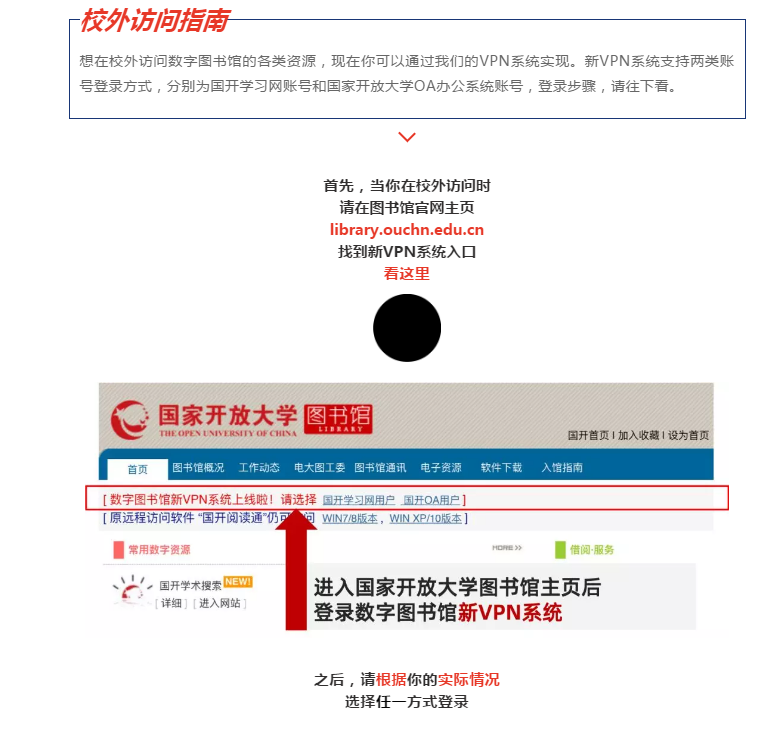 校外访问指南
想在校外访问数字图书馆的各类资源，现在你可以通过我们的VPN系统实现。新VPN系统支持两类账
号登录方式，分别为国开学习网账号和国家开放大学OA办公系统账号，登录步骤，请往下看。
首先，当你在校外访问时
请在图书馆官网主页
library.ouchn.edu.cn
找到新VPN系统入口
看这里
国家开放大学 图书馆
THE OPEN UNIVERSITY OF CHINA LIBRARY
国开首页 I 加入收藏 I 设为首页
首页 图书馆概况 工作动态 电大图工委 图书馆通讯 电子资源 软件下载 入馆指南
[ 数字图书馆新VPN系统上线啦！请选择 国开学习网用户 国开OA用户 ]
[ 原远程访问软件 “国开阅读通”仍可 问 WIN7/8版本 , WIN XP/10版本 ]
常用数字资源 MORE >> 借阅·服务
国开学术搜索 NEW!
[ 详细 ] [ 进入网站 ]
进入国家开放大学图书馆主页后
登录数字图书馆新VPN系统
之后，请根据你的实际情况
选择任一方式登录